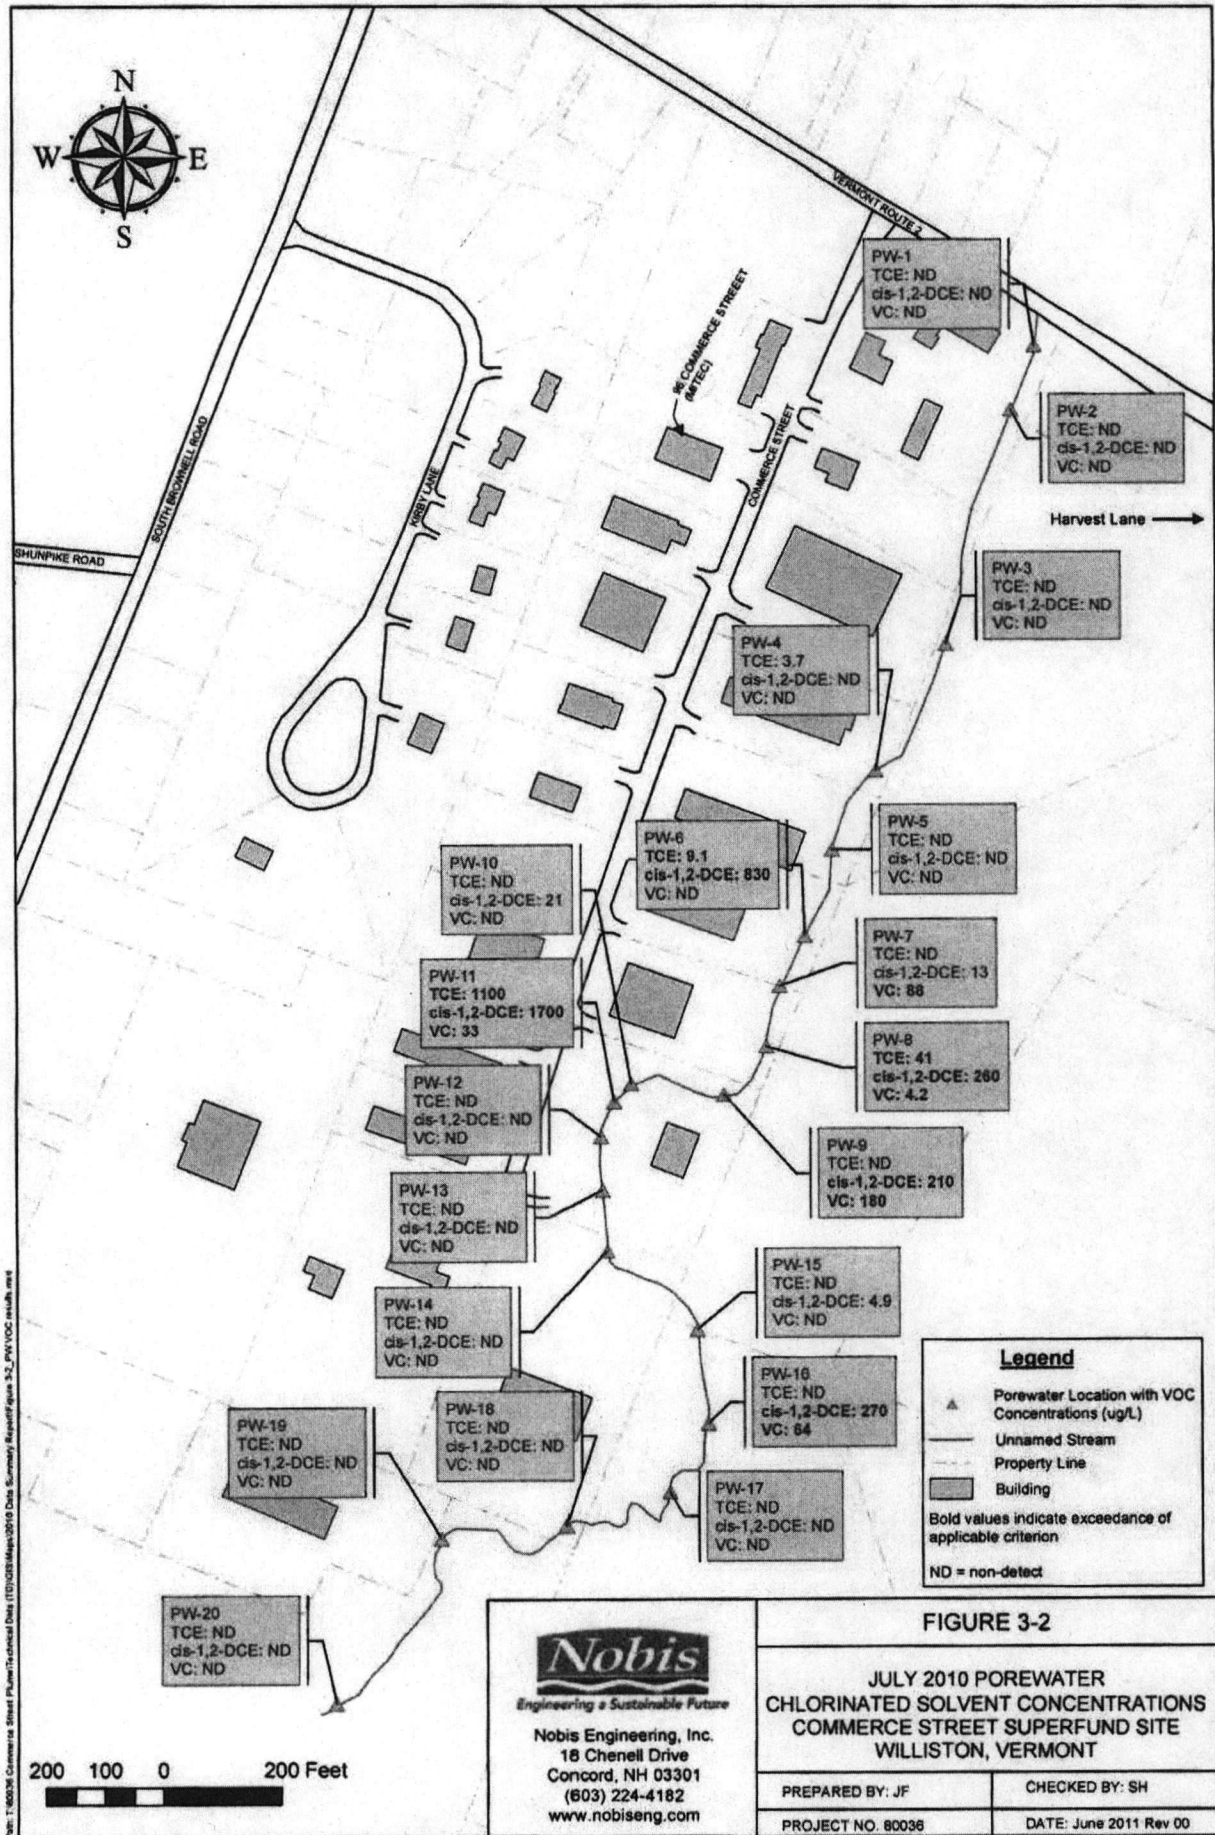 N
W
E
S
VERMONT ROUTE 2
PW-1
TCE: ND
cis-1,2-DCE: ND
VC: ND
96 COMMERCE STREEET
(MITEC)
PW-2
TCE: ND
cis-1,2-DCE: ND
VC: ND
SOUTH BROWNELL ROAD
KIRBY LANE
COMMERCE STREET
Harvest Lane
SHUNPIKE ROAD
PW-3
TCE: ND
cis-1,2-DCE: ND
VC: ND
PW-4
TCE: 3.7
cis-1,2-DCE: ND
VC: ND
PW-5
TCE: ND
cis-1,2-DCE: ND
VC: ND
PW-6
TCE: 9.1
cis-1,2-DCE: 830
VC: ND
PW-10
TCE: ND
cis-1,2-DCE: 21
VC: ND
PW-7
TCE: ND
cis-1,2-DCE: 13
VC: 88
PW-11
TCE: 1100
cis-1,2-DCE: 1700
VC: 33
PW-8
TCE: 41
cis-1,2-DCE: 260
VC: 4.2
PW-12
TCE: ND
cis-1,2-DCE: ND
VC: ND
PW-9
TCE: ND
cis-1,2-DCE: 210
VC: 180
PW-13
TCE: ND
cis-1,2-DCE: ND
VC: ND
PW-15
TCE: ND
cis-1,2-DCE: 4.9
VC: ND
PW-14
TCE: ND
cis-1,2-DCE: ND
VC: ND
PW-16
TCE: ND
cis-1,2-DCE: 270
VC: 64
PW-18
TCE: ND
cis-1,2-DCE: ND
VC: ND
PW-19
TCE: ND
cis-1,2-DCE: ND
VC: ND
PW-17
TCE: ND
cis-1,2-DCE: ND
VC: ND
PW-20
TCE: ND
cis-1,2-DCE: ND
VC: ND
Legend
Porewater Location with VOC
Concentrations (ug/L)
Unnamed Stream
Property Line
Building
Bold values indicate exceedance of
applicable criterion
ND = non-detect
200 100 0 200 Feet
Nobis
Engineering a Sustainable Future
Nobis Engineering, Inc.
18 Chenell Drive
Concord, NH 03301
(603) 224-4182
www.nobiseng.com
FIGURE 3-2
JULY 2010 POREWATER
CHLORINATED SOLVENT CONCENTRATIONS
COMMERCE STREET SUPERFUND SITE
WILLISTON, VERMONT
PREPARED BY: JF
CHECKED BY: SH
PROJECT NO. 80036
DATE: June 2011 Rev 00